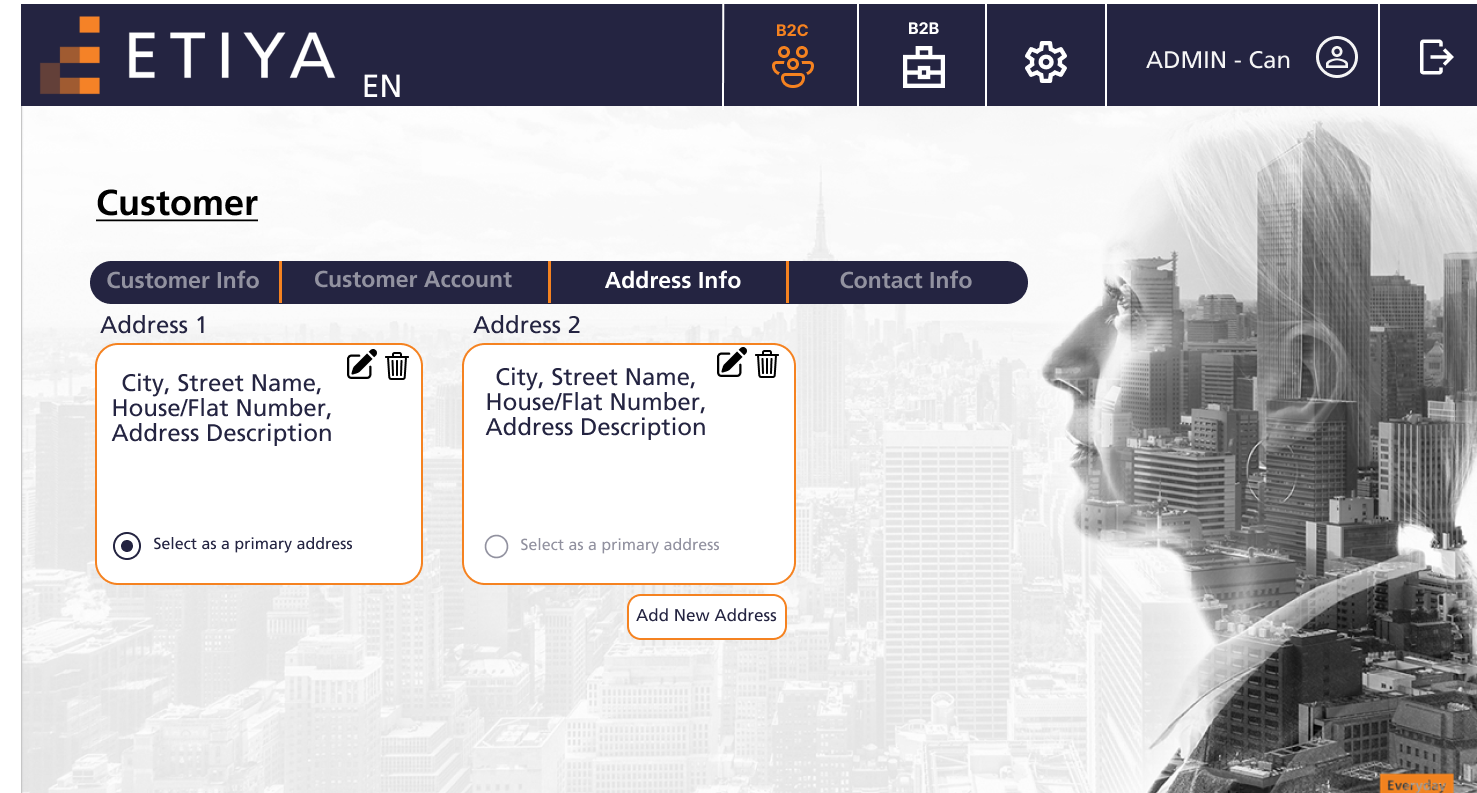 ETIYA
EN
B2C
B2B
ADMIN - Can
Customer
Customer Info
Customer Account
Address Info
Contact Info
Address 1
City, Street Name,
House/Flat Number,
Address Description
Select as a primary address
Address 2
City, Street Name,
House/Flat Number,
Address Description
Select as a primary address
Add New Address
Everyday